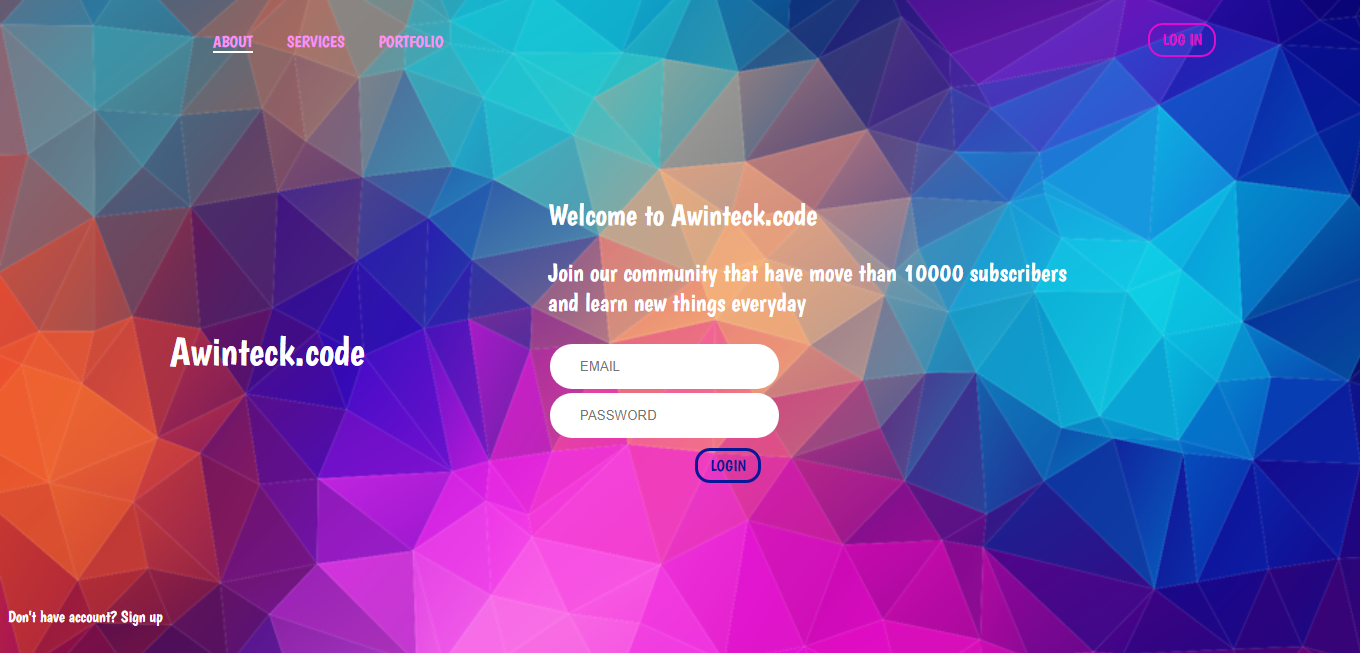 ABOUT SERVICES PORTFOLIO LOG IN
Welcome to Awinteck.code
Join our community that have move than 10000 subscribers
and learn new things everyday
Awinteck.code
EMAIL
PASSWORD
LOGIN
Don't have account? Sign up